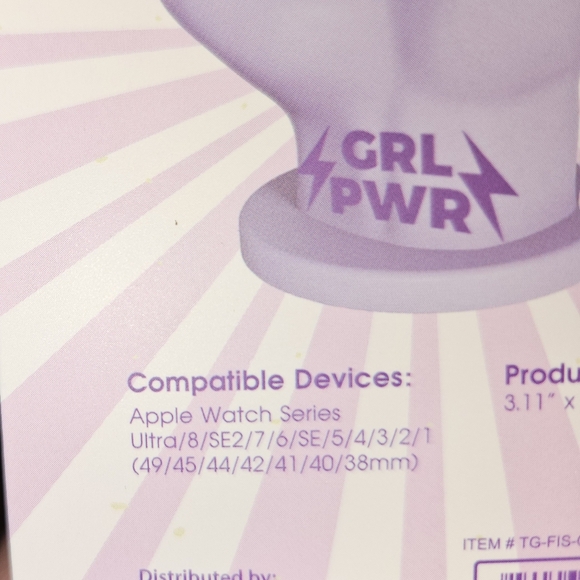 GRL
PWR
Compatible Devices:
Apple Watch Series
Ultra/8/SE2/7/6/SE/5/4/3/2/1
(49/45/44/42/41/40/38mm)
3.11" x
ITEM # TG-FIS-
Distributed by: